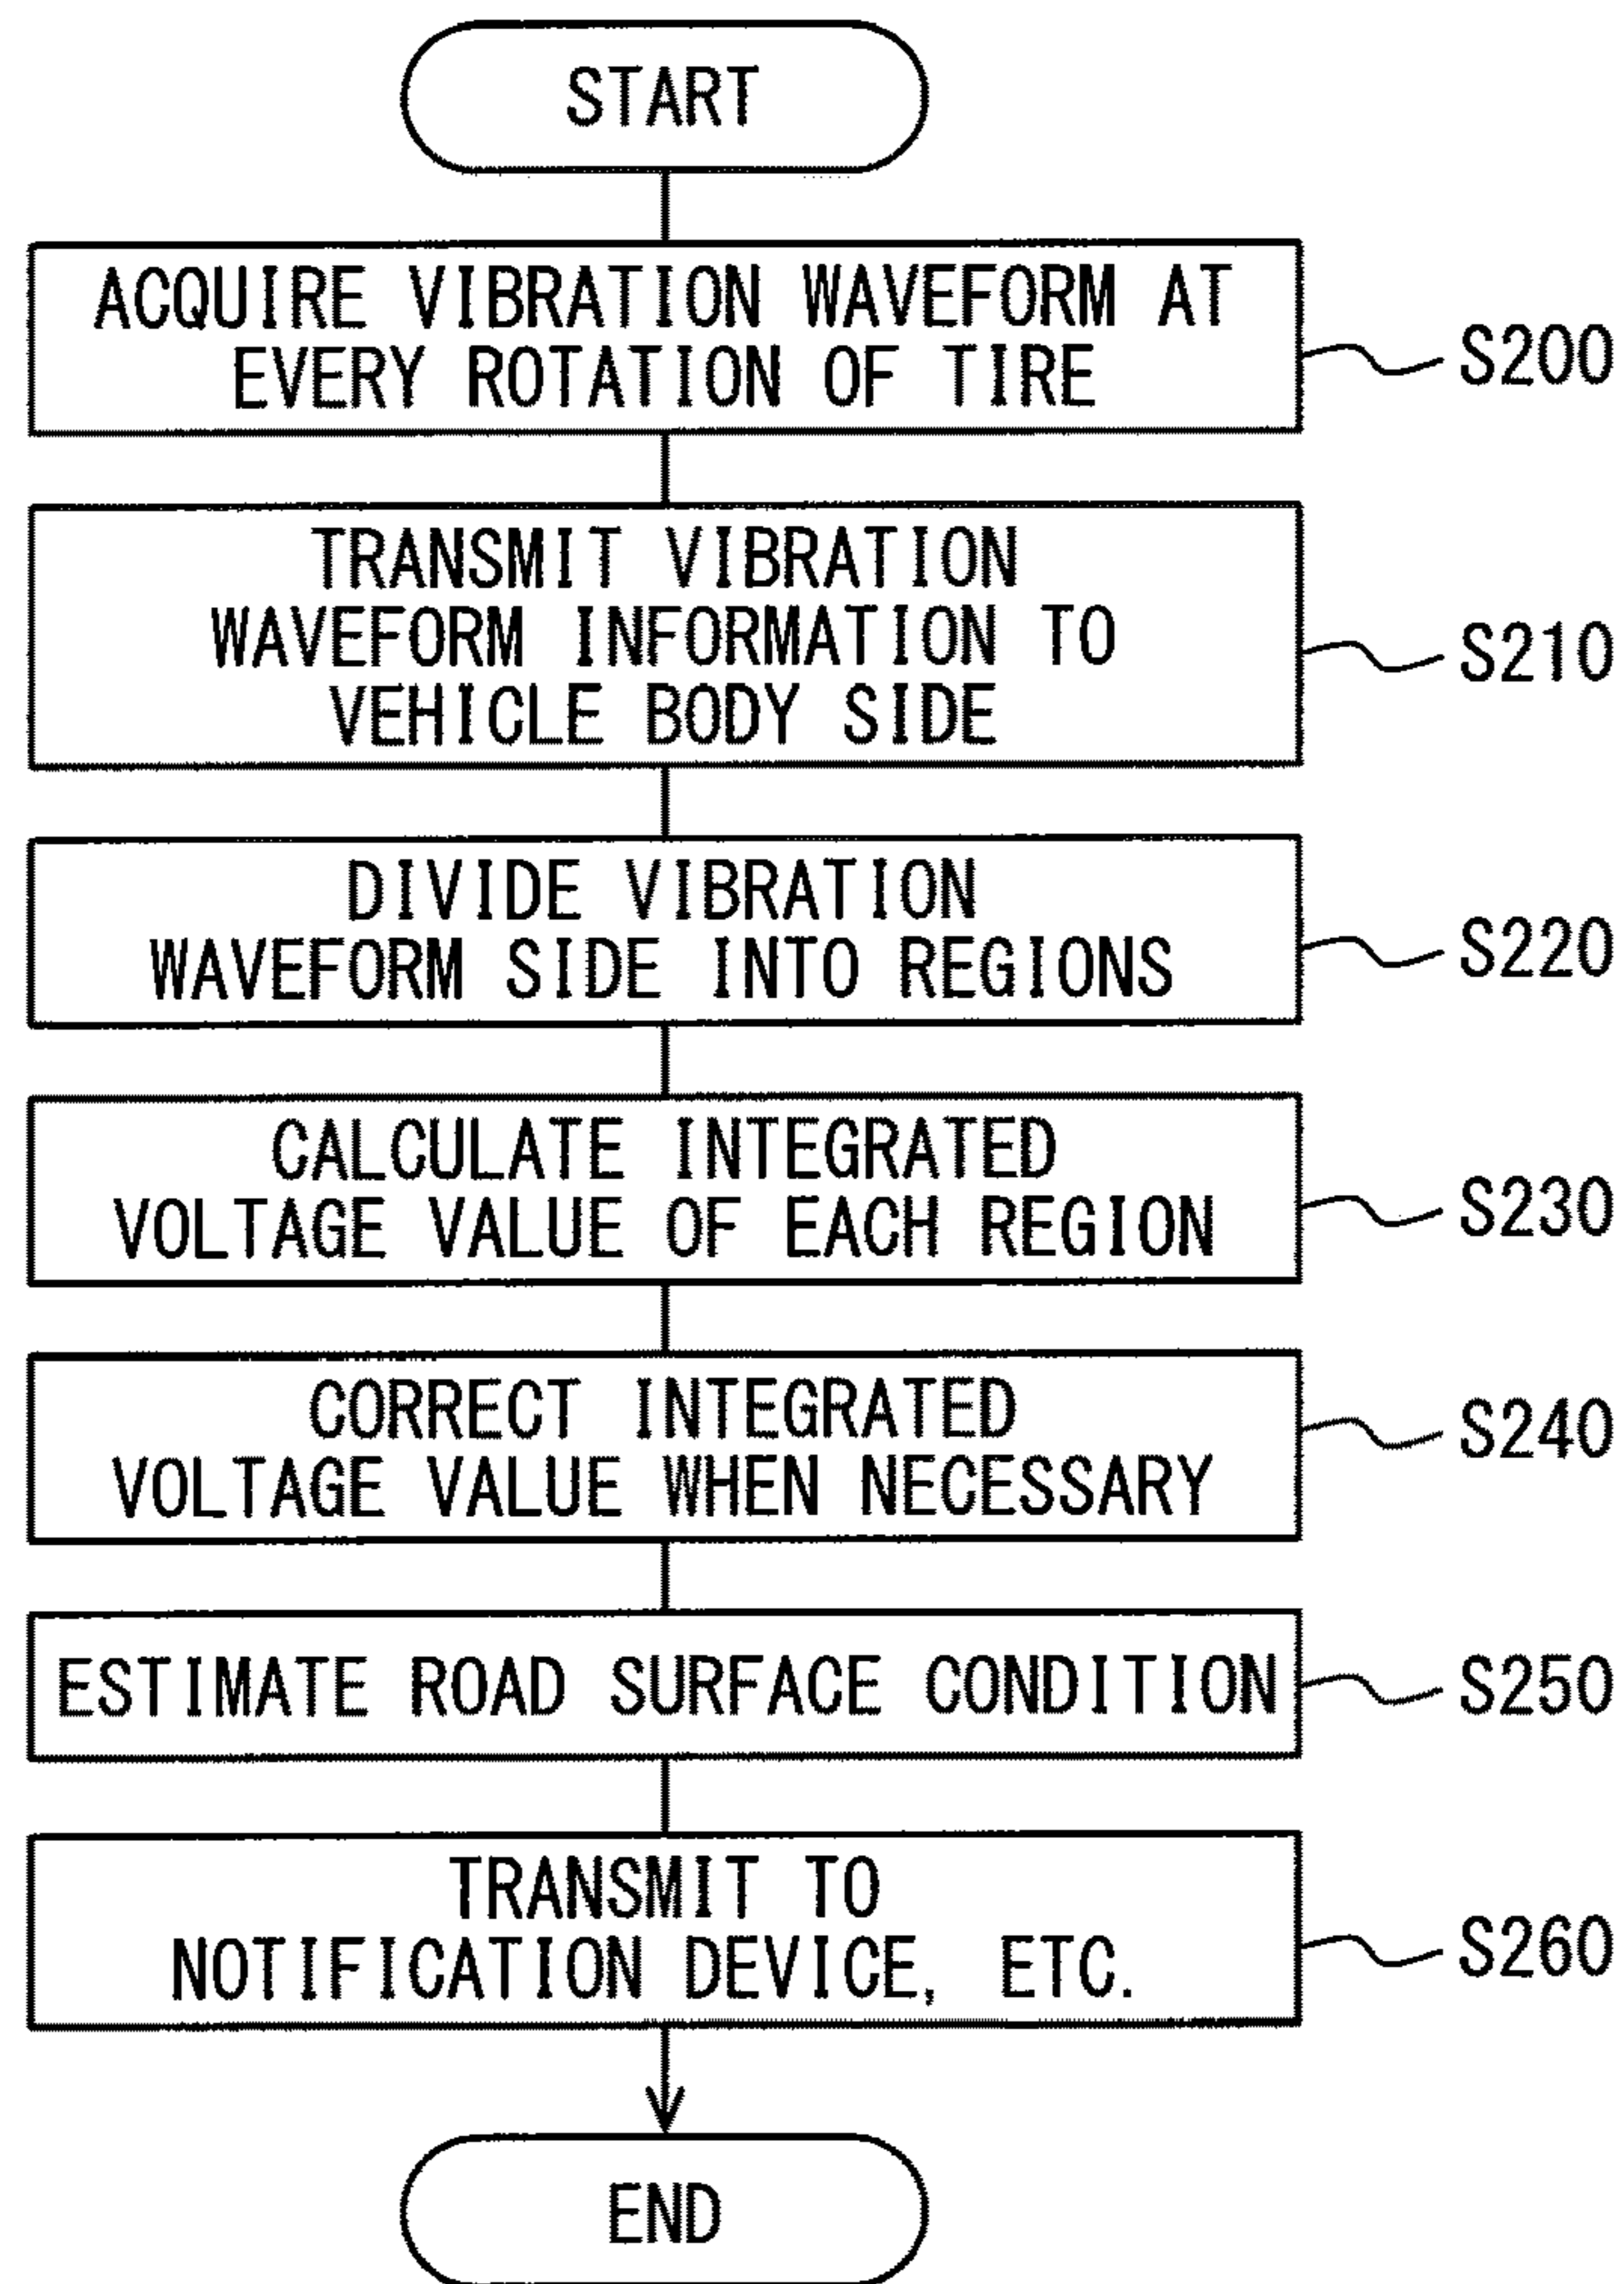 START
ACQUIRE VIBRATION WAVEFORM AT
EVERY ROTATION OF TIRE
S200
TRANSMIT VIBRATION
WAVEFORM INFORMATION TO
VEHICLE BODY SIDE
S210
DIVIDE VIBRATION
WAVEFORM SIDE INTO REGIONS
S220
CALCULATE INTEGRATED
VOLTAGE VALUE OF EACH REGION
S230
CORRECT INTEGRATED
VOLTAGE VALUE WHEN NECESSARY
S240
ESTIMATE ROAD SURFACE CONDITION
S250
TRANSMIT TO
NOTIFICATION DEVICE, ETC.
S260
END